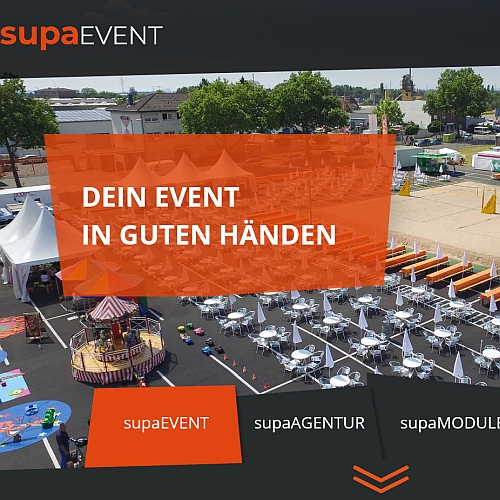 supaEVENT
DEIN EVENT
IN GUTEN HÄNDEN
supaEVENT
supaAGENTUR
supaMODULE